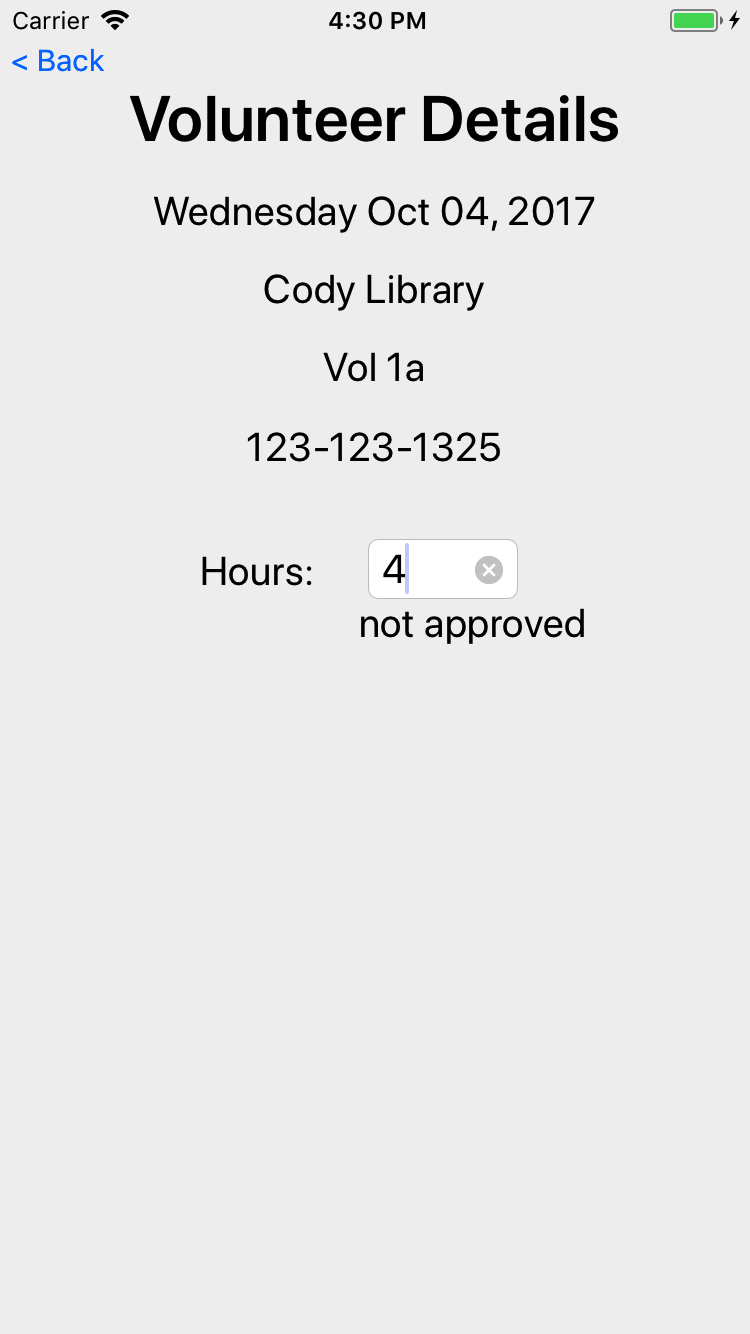 Carrier 4:30 PM
< Back
Volunteer Details
Wednesday Oct 04, 2017
Cody Library
Vol 1a
123-123-1325
Hours: 4
not approved